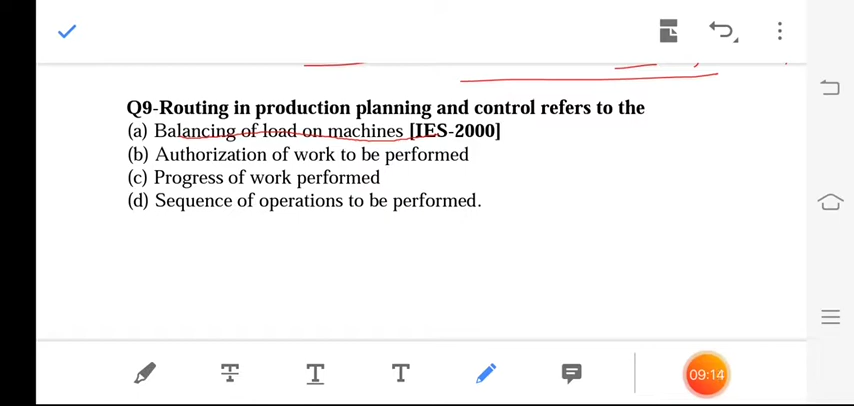 Q9-Routing in production planning and control refers to the
(a) Balancing of load on machines [IES-2000]
(b) Authorization of work to be performed
(c) Progress of work performed
(d) Sequence of operations to be performed.
T T T
09:14